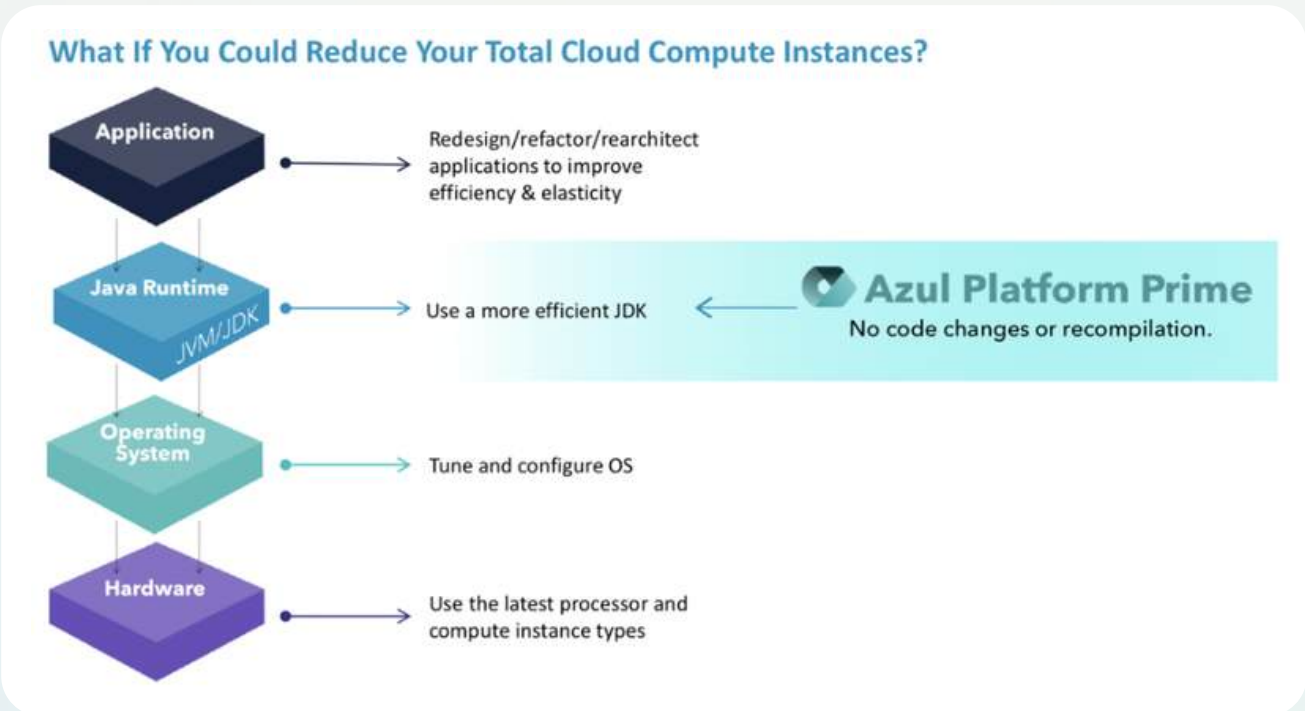 What If You Could Reduce Your Total Cloud Compute Instances?
Application
Redesign/refactor/rearchitect
applications to improve
efficiency & elasticity
Java Runtime
JVM/JDK
Use a more efficient JDK
Azul Platform Prime
No code changes or recompilation.
Operating
System
Tune and configure OS
Hardware
Use the latest processor and
compute instance types